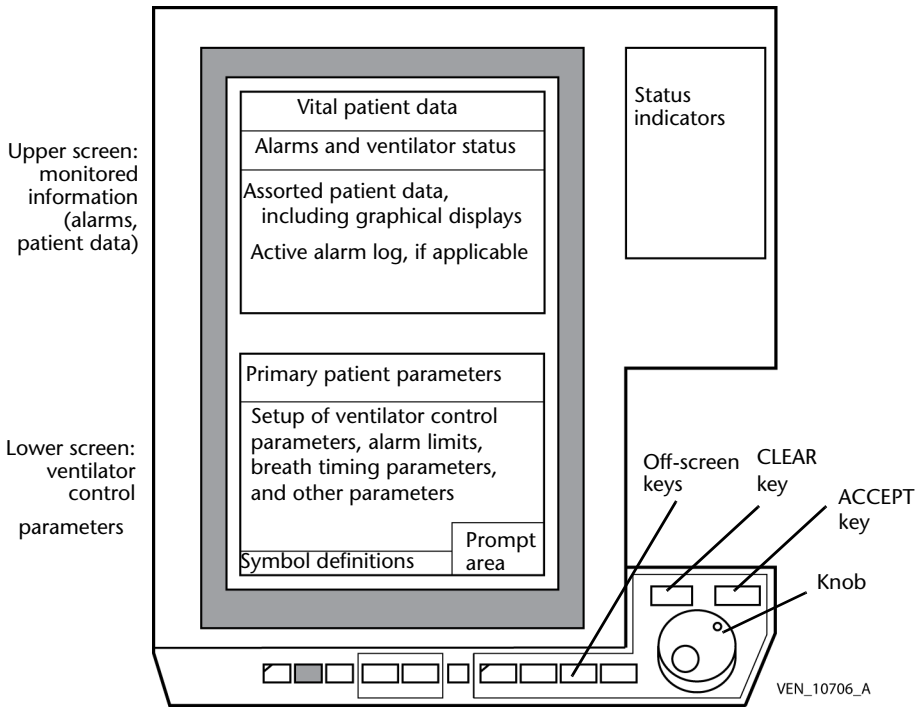 Vital patient data
Alarms and ventilator status
Assorted patient data,
including graphical displays
Active alarm log, if applicable
Status
indicators
Upper screen:
monitored
information
(alarms,
patient data)
Primary patient parameters
Setup of ventilator control
parameters, alarm limits,
breath timing parameters,
and other parameters
Prompt
area
Symbol definitions
Lower screen:
ventilator
control
parameters
Off-screen
keys
CLEAR
key
ACCEPT
key
Knob
VEN_10706_A